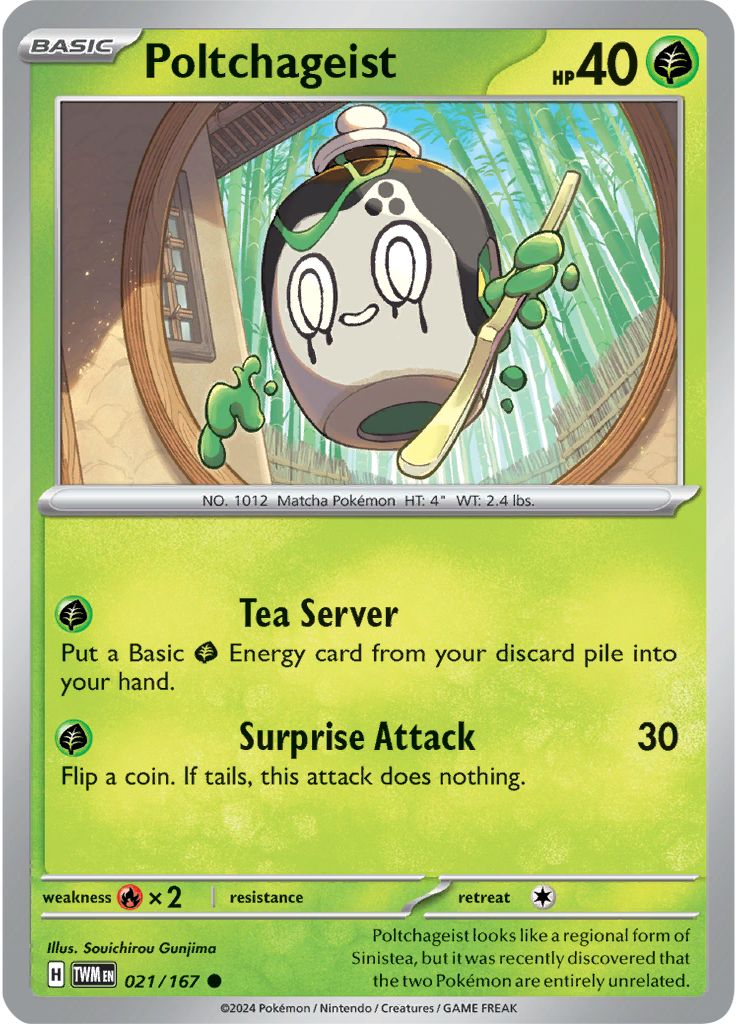 BASIC
Poltchageist
HP 40
NO. 1012 Matcha Pokémon HT: 4" WT: 2.4 lbs.
Tea Server
Put a Basic Energy card from your discard pile into
your hand.
Surprise Attack 30
Flip a coin. If tails, this attack does nothing.
weakness ×2 resistance retreat
Illus. Souichirou Gunjima
H TWM EN 021/167
Poltchageist looks like a regional form of
Sinistea, but it was recently discovered that
the two Pokémon are entirely unrelated.
©2024 Pokémon / Nintendo / Creatures / GAME FREAK